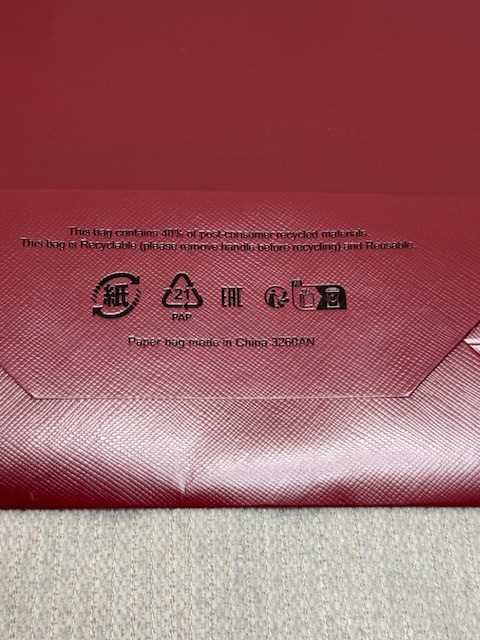 This bag contains 40% of post-consumer recycled materials.
This bag is Recyclable (please remove handle before recycling) and Reusable.
紙 21 EAC
PAP
Paper bag made in China 3260AN